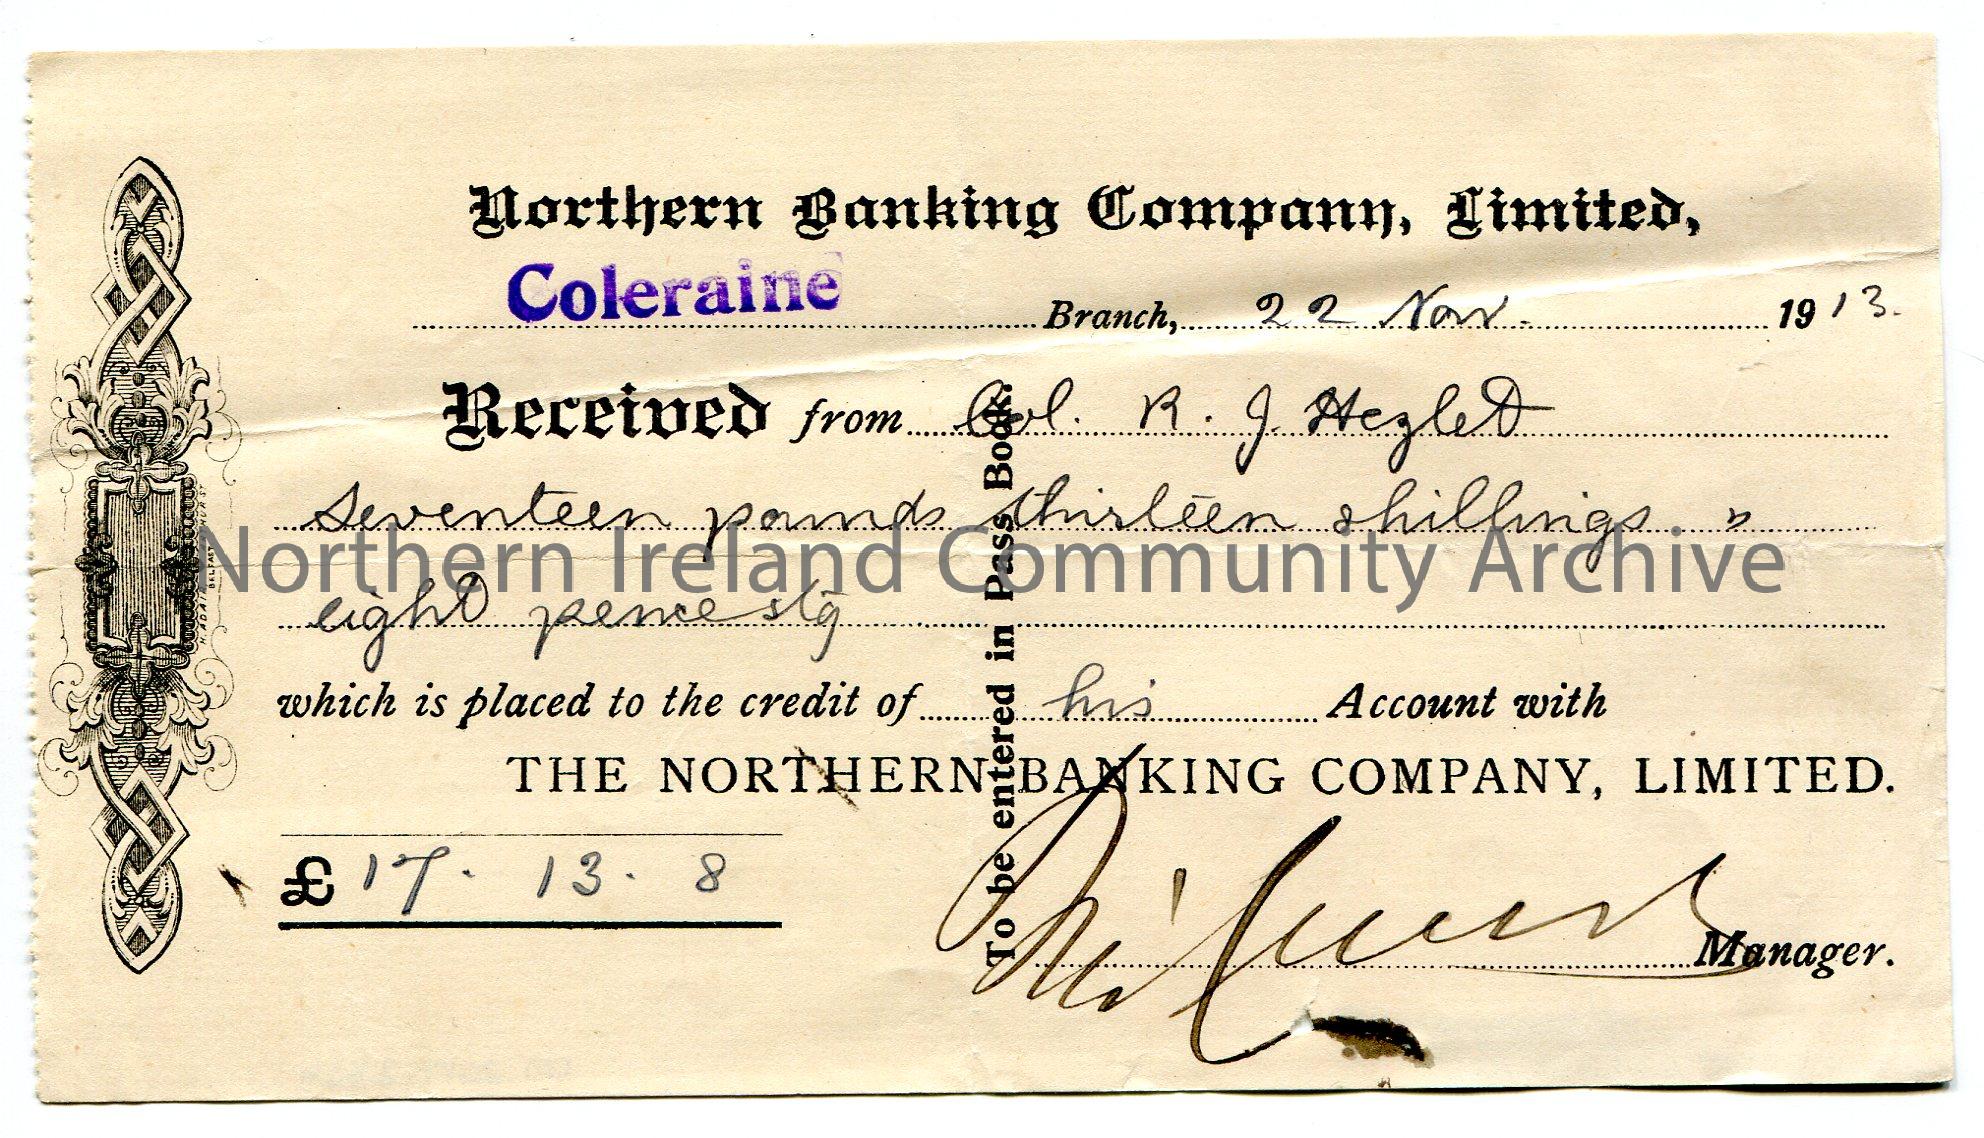 Northern Banking Company, Limited,
Coleraine Branch, 22 Nov. 1913.
Received from Col. R. J. Hezlet
seventeen pounds thirteen shillings "
eight pence stg
which is placed to the credit of his Account with
THE NORTHERN BANKING COMPANY, LIMITED.
£ 17. 13. 8
Manager.
To be entered in Pass Book.
BELFAST
Northern Ireland Community Archive